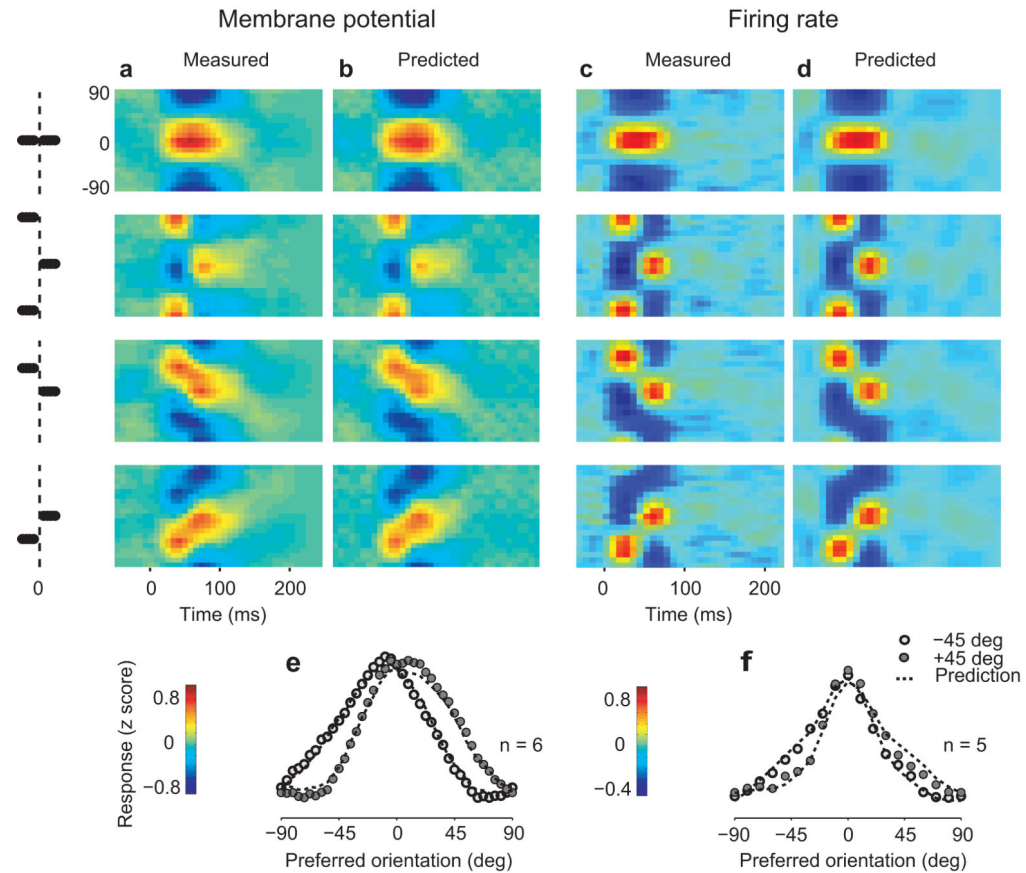 Membrane potential
Firing rate
a Measured
b Predicted
c Measured
d Predicted
90
0
-90
0
0 100 200
Time (ms)
0 100 200
Time (ms)
e
f
−45 deg
+45 deg
Prediction
Response (z score)
0.8
0
−0.8
n = 6
0.8
0
−0.4
n = 5
−90 −45 0 45 90
Preferred orientation (deg)
−90 −45 0 45 90
Preferred orientation (deg)